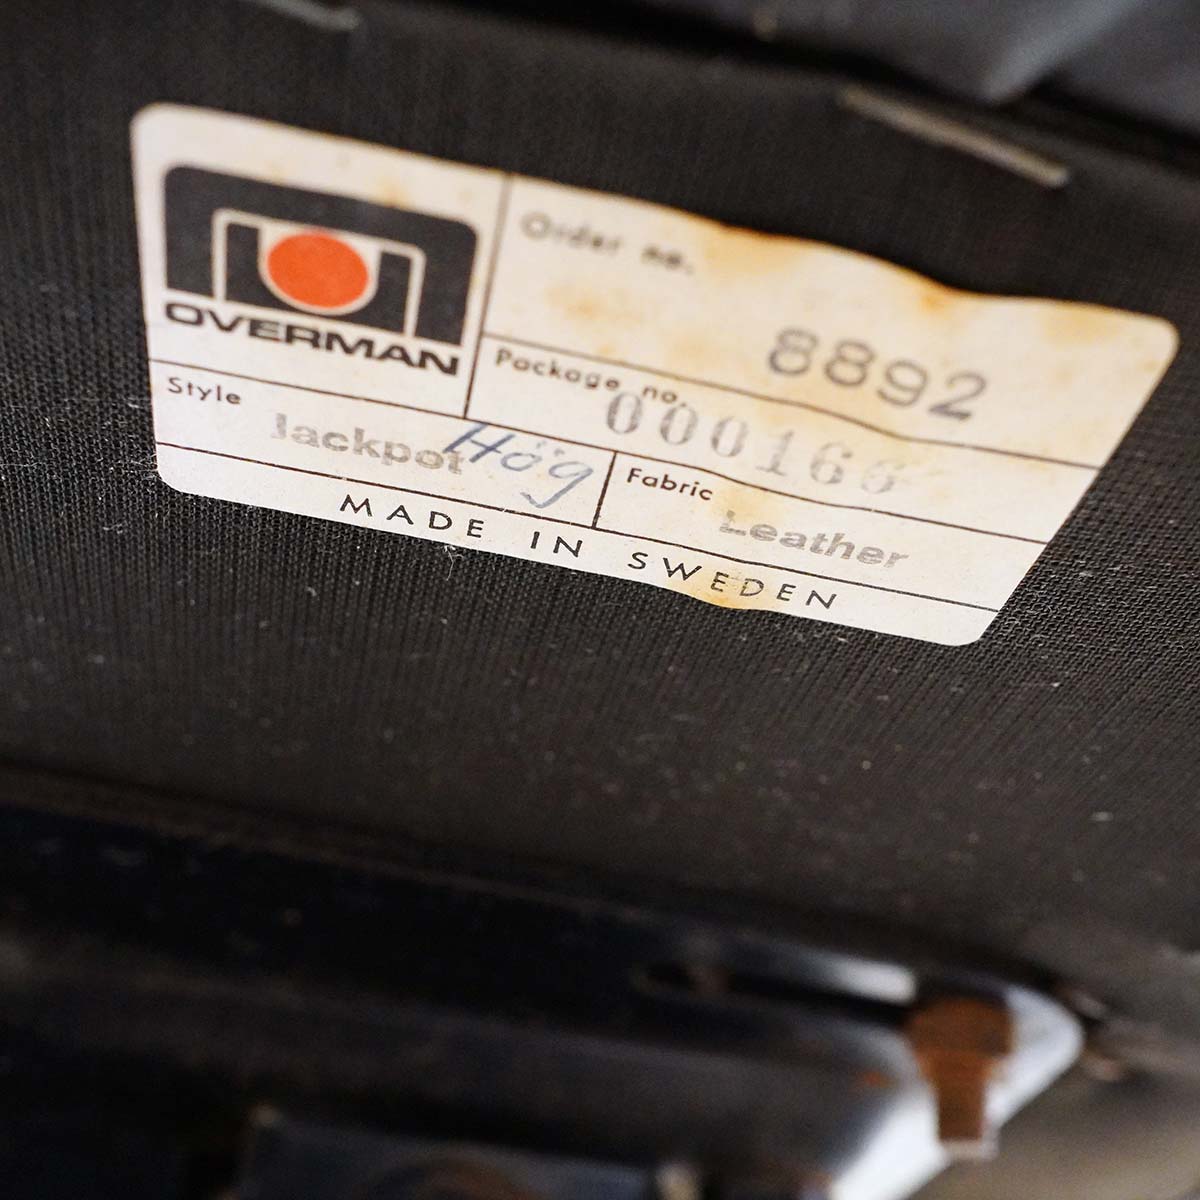 OVERMAN
Order no.
8892
Package no.
000166
Style
Jackpot Hög
Fabric
Leather
MADE IN SWEDEN